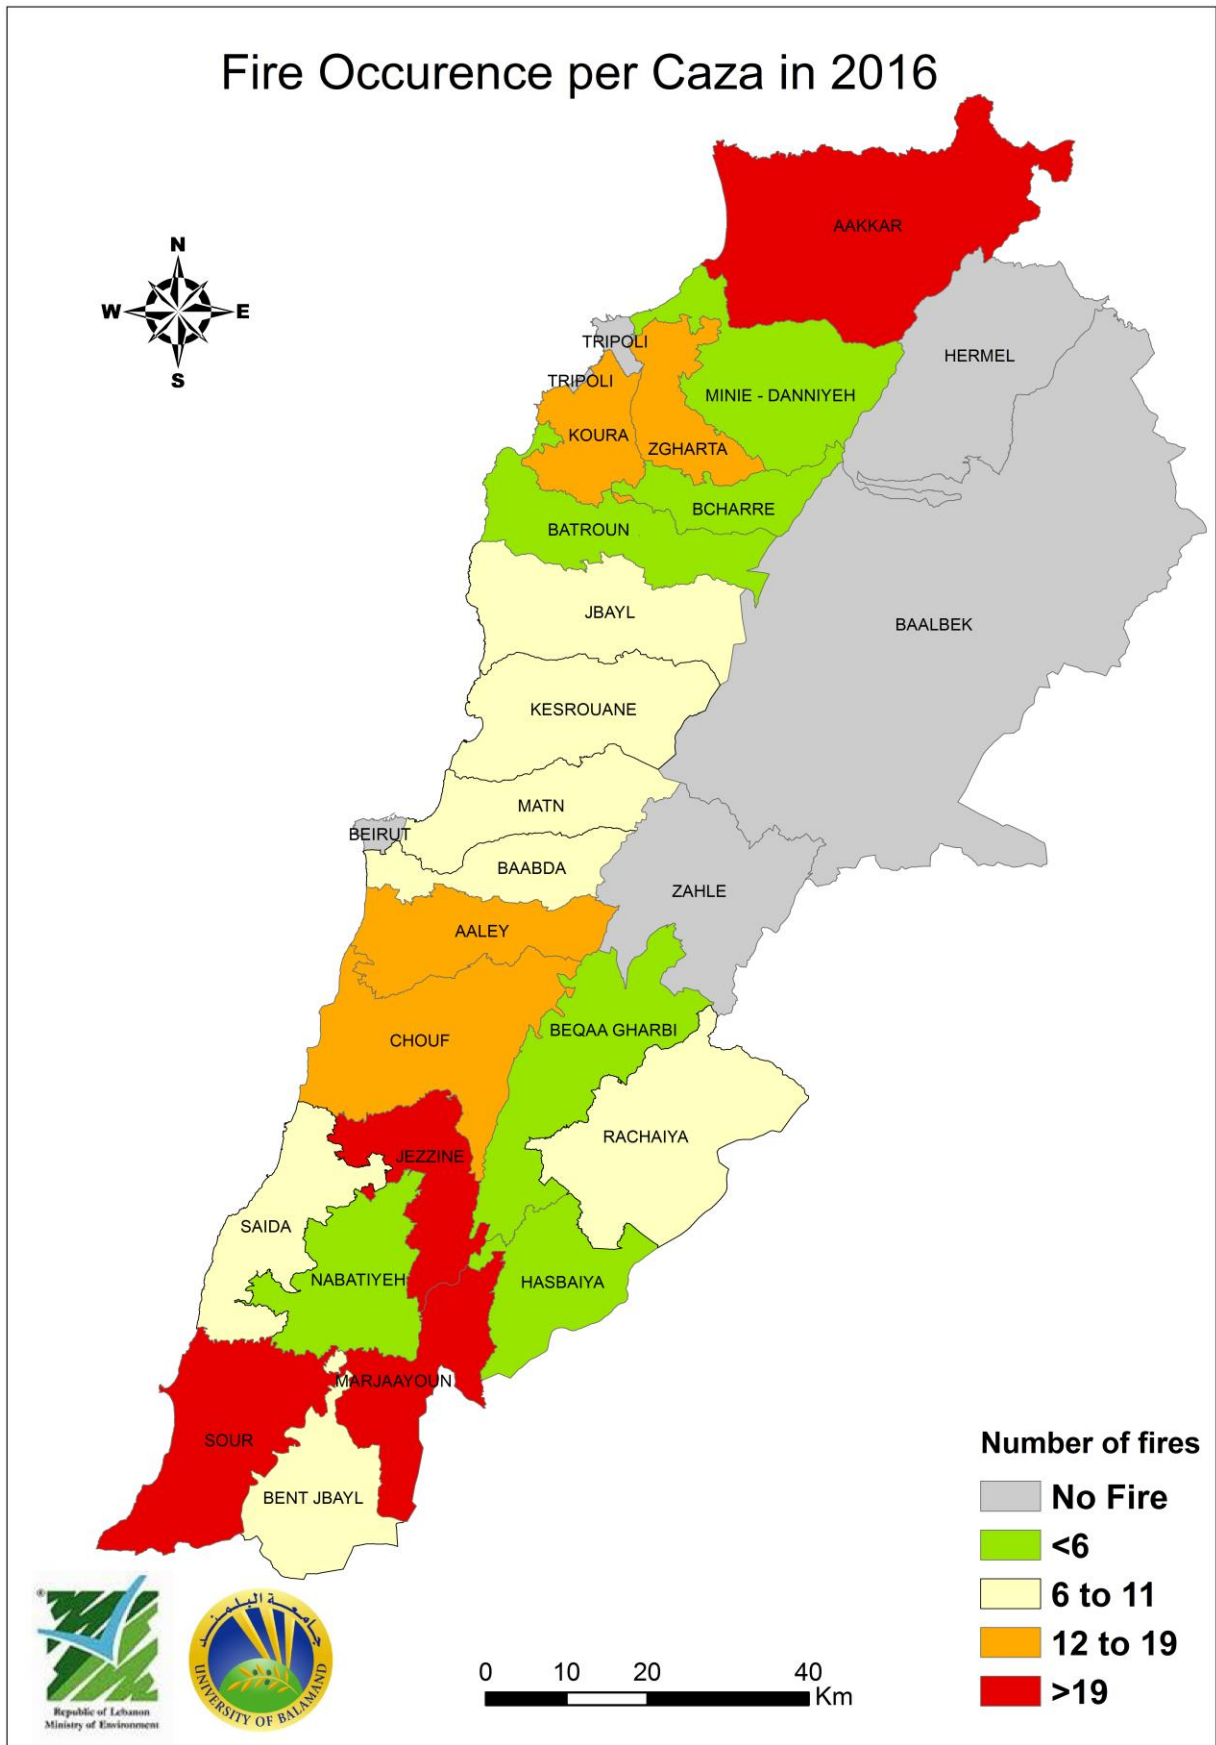 Fire Occurence per Caza in 2016
N
W
E
S
AAKKAR
HERMEL
TRIPOLI
TRIPOLI
MINIE - DANNIYEH
KOURA
ZGHARTA
BCHARRE
BATROUN
JBAYL
BAALBEK
KESROUANE
MATN
BEIRUT
BAABDA
ZAHLE
AALEY
BEQAA GHARBI
CHOUF
RACHAIYA
JEZZINE
SAIDA
NABATIYEH
HASBAIYA
MARJAAYOUN
SOUR
BENT JBAYL
Number of fires
No Fire
<6
6 to 11
12 to 19
>19
0 10 20 40
Km
®
Republic of Lebanon
Ministry of Environment
جامعة البلمند
UNIVERSITY OF BALAMAND